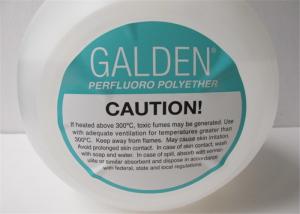 GALDEN®
PERFLUORO POLYETHER
CAUTION!
If heated above 300°C, toxic fumes may be generated. Use
with adequate ventilation for temperatures greater than
300°C. Keep away from flames. May cause skin irritation.
Avoid prolonged skin contact. In case of skin contact, wash
with soap and water. In case of spill, absorb with vermic-
ulite or similar absorbent and dispose in accordance
with federal, state and local regulations.